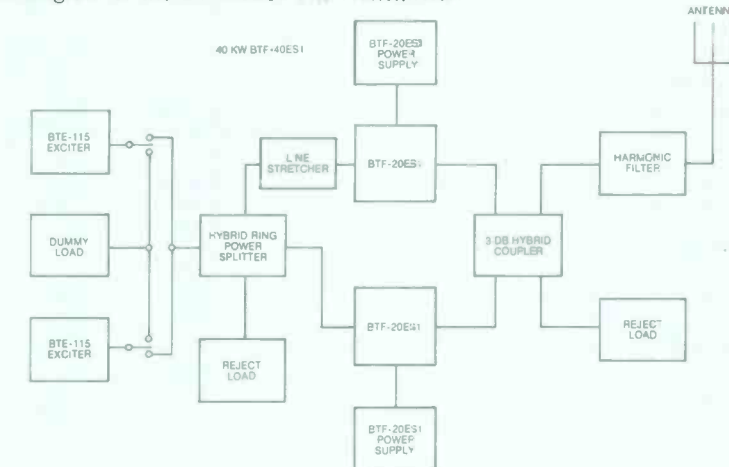 ANTENN
40 KW BTF-40ES1
BTF-20ES1
POWER
SUPPLY
BTE-115
EXCITER
LINE
STRETCHER
BTF-20ES1
HARMONIC
FILTER
DUMMY
LOAD
HYBRID RING
POWER
SPLITTER
3-DB HYBRID
COUPLER
BTE-115
EXCITER
REJECT
LOAD
BTF-20ES1
REJECT
LOAD
BTF-20ES1
POWER
SUPPLY